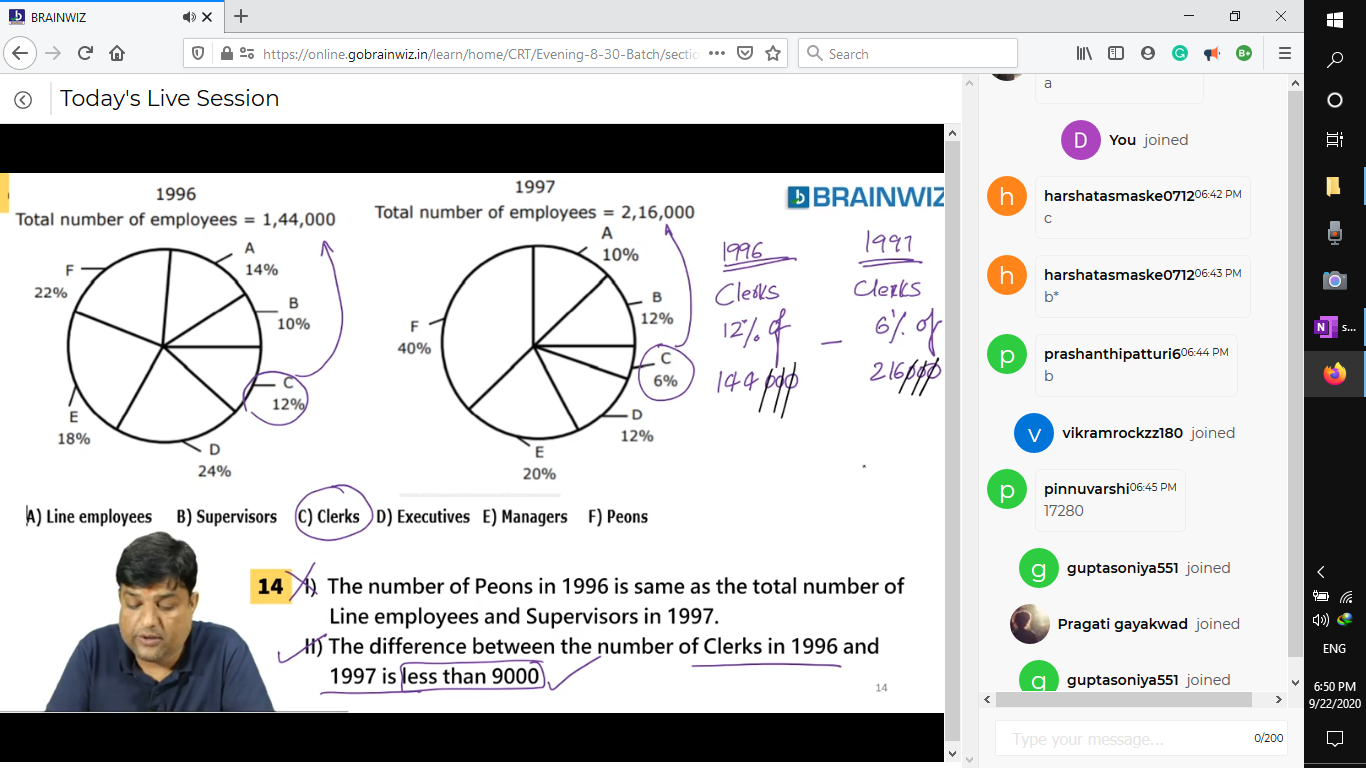 BRAINWIZ
https://online.gobrainwiz.in/learn/home/CRT/Evening-8-30-Batch/sectio
Search
Today's Live Session
1996
Total number of employees = 1,44,000
A
14%
B
10%
C
12%
D
24%
E
18%
F
22%
1997
Total number of employees = 2,16,000
A
10%
B
12%
C
6%
D
12%
E
20%
F
40%
BRAINWIZ
1996
Clerks
12% of
144000
1997
Clerks
6% of
216000
A) Line employees B) Supervisors C) Clerks D) Executives E) Managers F) Peons
14 I) The number of Peons in 1996 is same as the total number of
Line employees and Supervisors in 1997.
II) The difference between the number of Clerks in 1996 and
1997 is less than 9000
14
a
D You joined
h harshatasmaske0712 06:42 PM
c
h harshatasmaske0712 06:43 PM
b*
p prashanthipatturi6 06:44 PM
b
v vikramrockzz180 joined
p pinnuvarshi 06:45 PM
17280
g guptasoniya551 joined
Pragati gayakwad joined
g guptasoniya551 joined
Type your message...
0/200
N s...
ENG
6:50 PM
9/22/2020